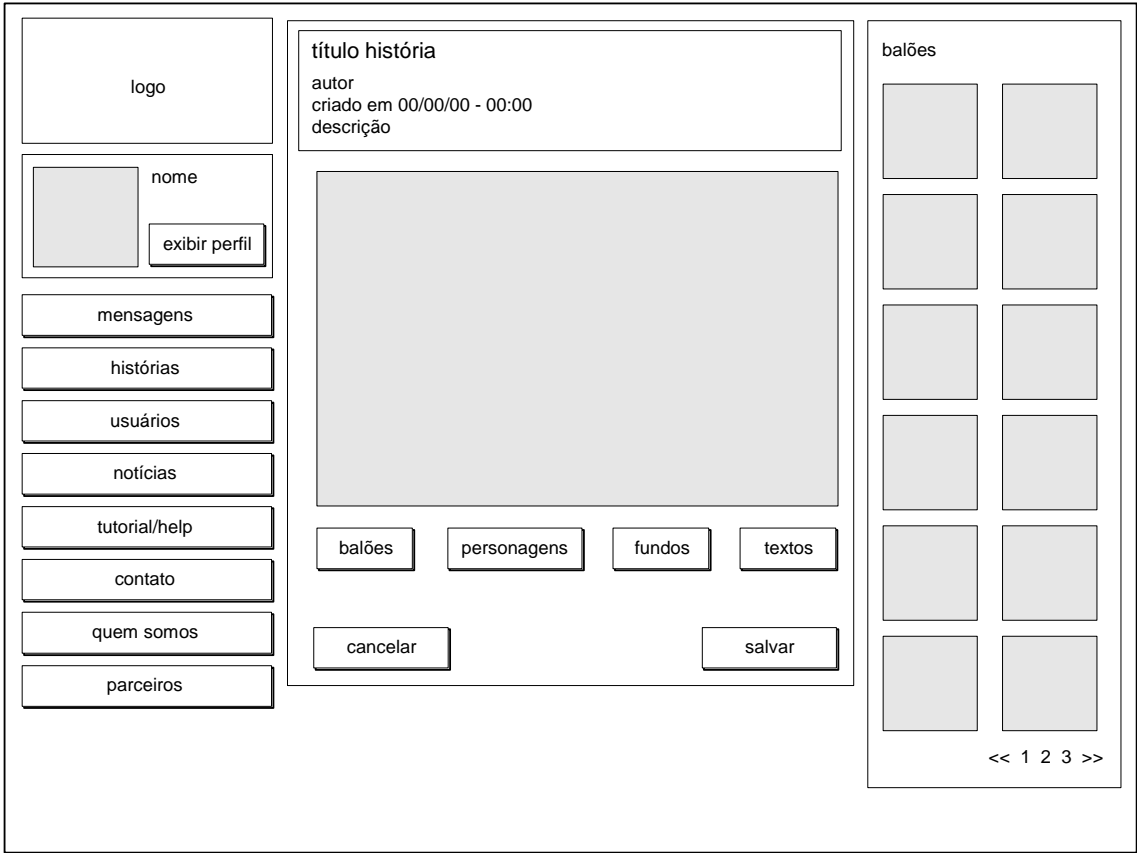 logo
nome
exibir perfil
mensagens
histórias
usuários
notícias
tutorial/help
contato
quem somos
parceiros
título história
autor
criado em 00/00/00 - 00:00
descrição
balões
personagens
fundos
textos
cancelar
salvar
balões
<< 1 2 3 >>